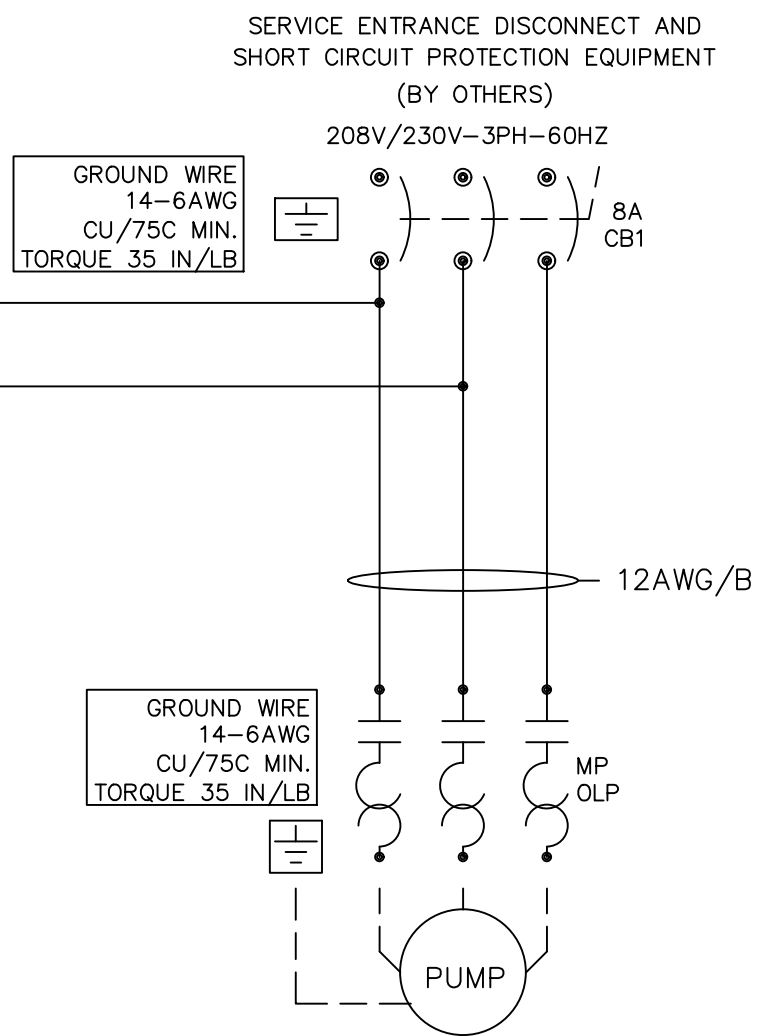 SERVICE ENTRANCE DISCONNECT AND
SHORT CIRCUIT PROTECTION EQUIPMENT
(BY OTHERS)
208V/230V-3PH-60HZ
GROUND WIRE
14-6AWG
CU/75C MIN.
TORQUE 35 IN/LB
8A
CB1
12AWG/B
GROUND WIRE
14-6AWG
CU/75C MIN.
TORQUE 35 IN/LB
MP
OLP
PUMP